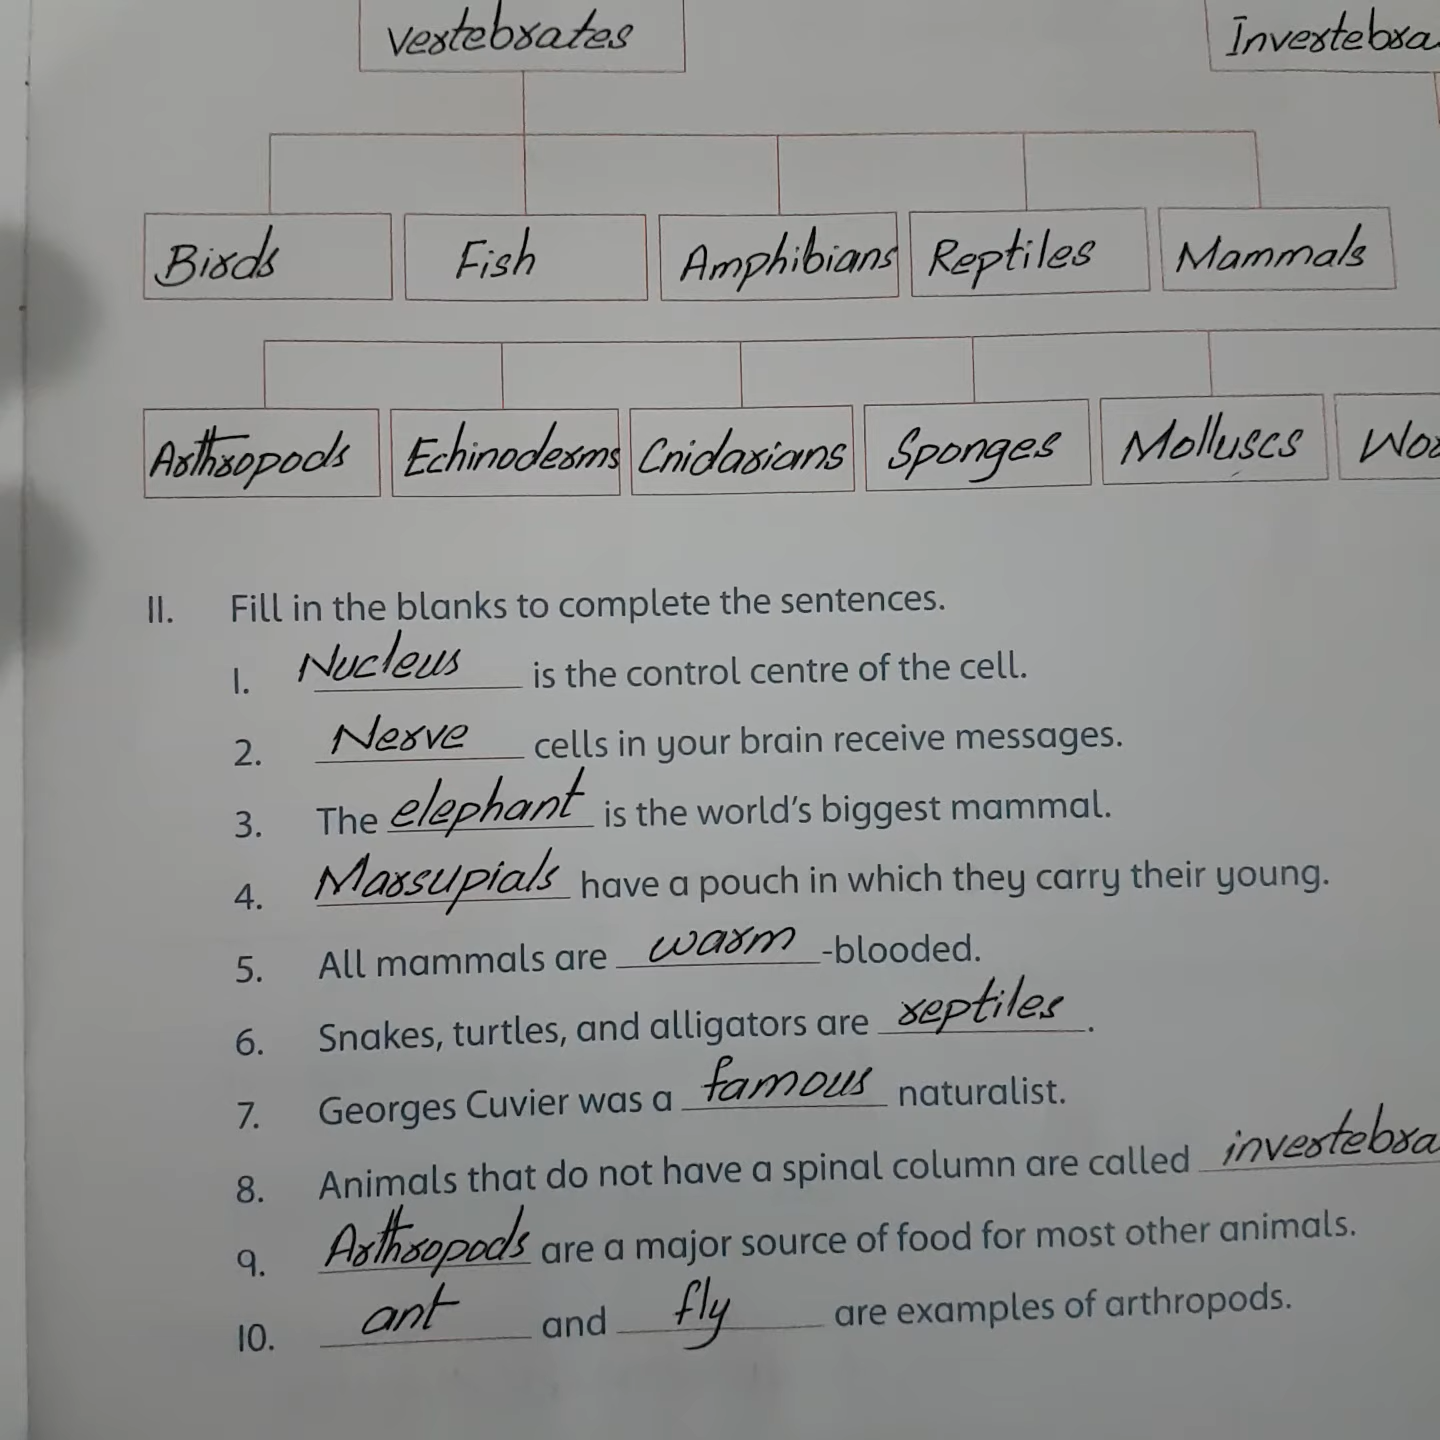 Vertebrates Invertebra
Birds Fish Amphibians Reptiles Mammals
Arthropods Echinoderms Cnidarians Sponges Molluscs Wor
II. Fill in the blanks to complete the sentences.
1. Nucleus is the control centre of the cell.
2. Nerve cells in your brain receive messages.
3. The elephant is the world's biggest mammal.
4. Marsupials have a pouch in which they carry their young.
5. All mammals are warm -blooded.
6. Snakes, turtles, and alligators are reptiles.
7. Georges Cuvier was a famous naturalist.
8. Animals that do not have a spinal column are called invertebra
9. Arthropods are a major source of food for most other animals.
10. ant and fly are examples of arthropods.